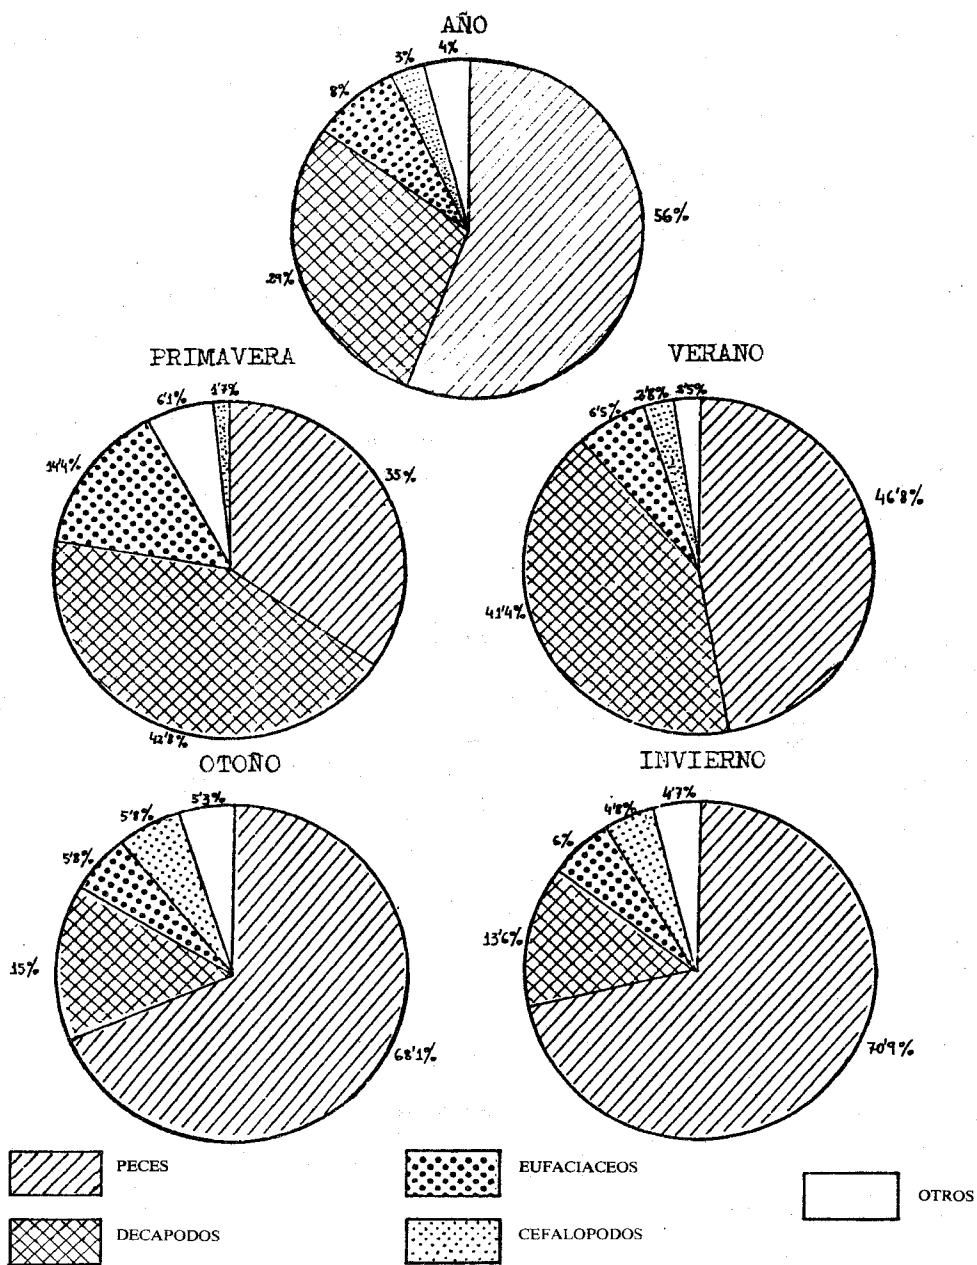 AÑO
3% 4%
8%
56%
29%
PRIMAVERA
1'7%
6'1%
14'4%
35%
42'8%
VERANO
2'8% 2'5%
6'5%
46'8%
41'4%
OTOÑO
5'3%
5'8%
5'8%
15%
68'1%
INVIERNO
4'7%
4'8%
6%
13'6%
70'9%
PECES
EUFACIACEOS
OTROS
DECAPODOS
CEFALOPODOS